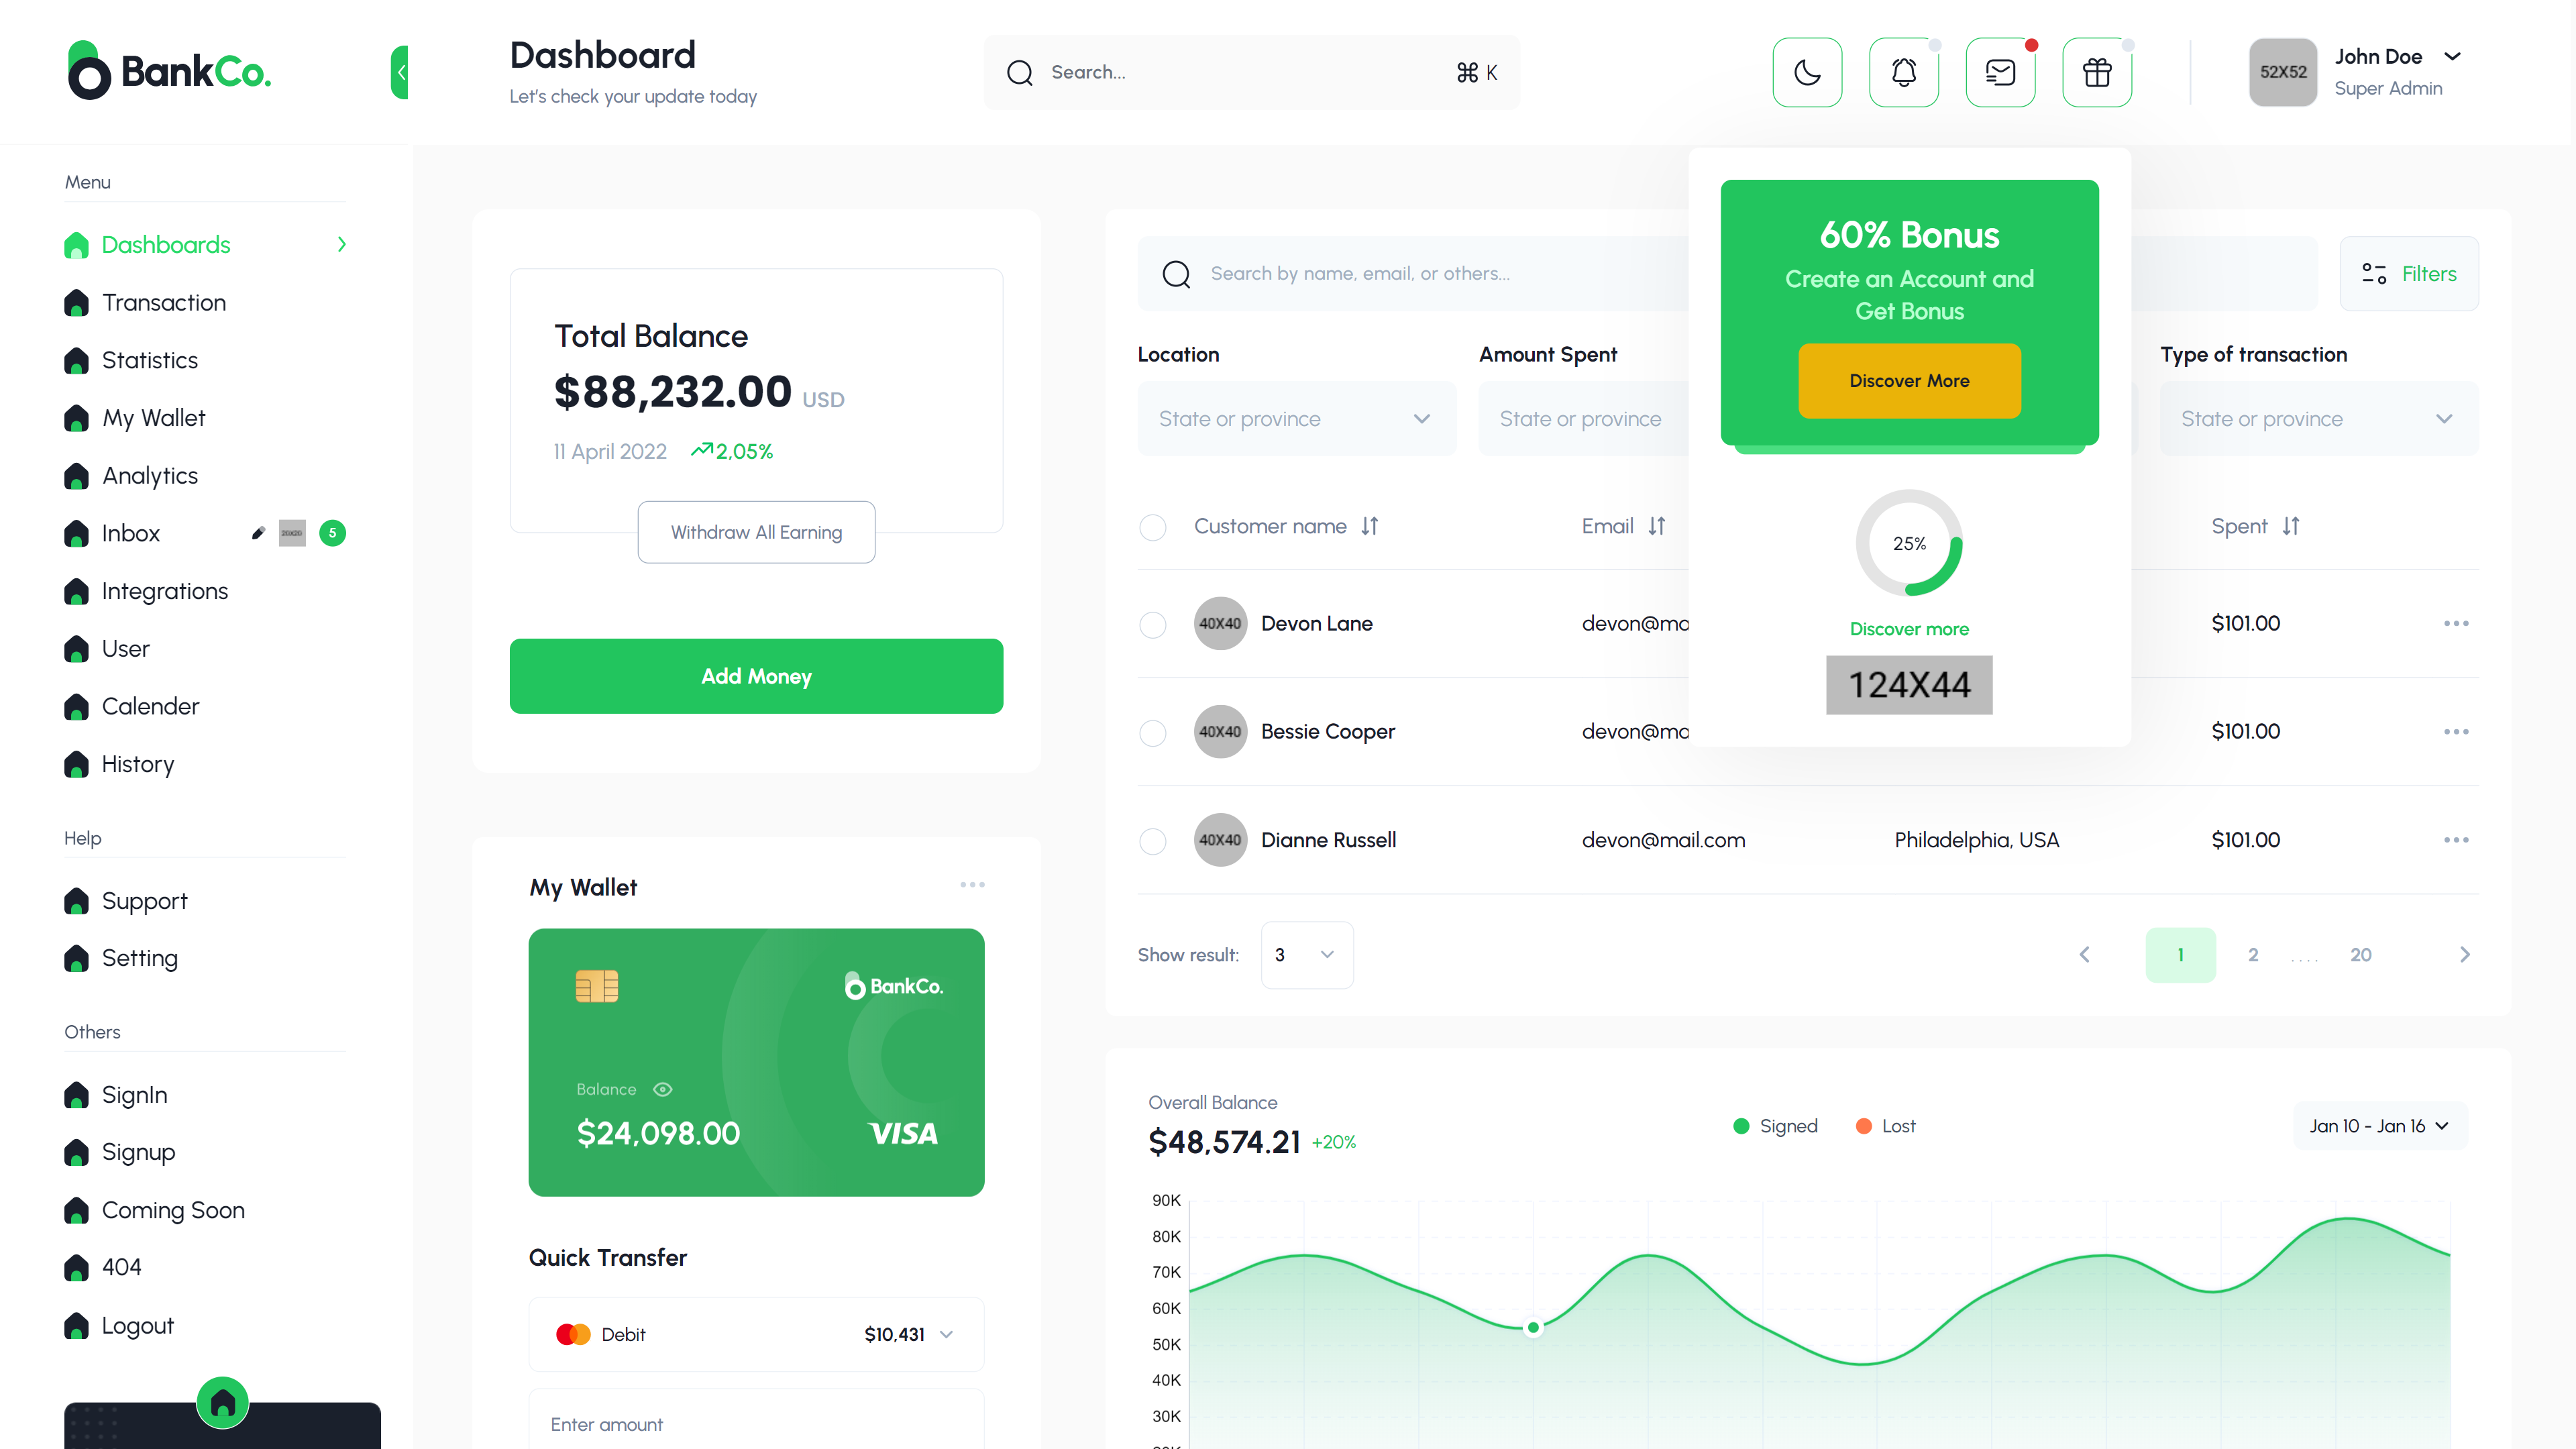 BankCo.
Dashboard
Let's check your update today
Search...
⌘ K
52X52
John Doe
Super Admin
Menu
Dashboards
Transaction
Statistics
My Wallet
Analytics
Inbox
20x20
5
Integrations
User
Calender
History
Help
Support
Setting
Others
SignIn
Signup
Coming Soon
404
Logout
Total Balance
$88,232.00 USD
11 April 2022 2,05%
Withdraw All Earning
Add Money
My Wallet
BankCo.
Balance
$24,098.00
VISA
Quick Transfer
Debit
$10,431
Enter amount
Search by name, email, or others...
Filters
Location
Amount Spent
Type of transaction
State or province
State or province
State or province
Customer name
Email
Spent
40X40
Devon Lane
devon@ma
$101.00
40X40
Bessie Cooper
devon@ma
$101.00
40X40
Dianne Russell
devon@mail.com
Philadelphia, USA
$101.00
Show result:
3
1
2
....
20
60% Bonus
Create an Account and
Get Bonus
Discover More
25%
Discover more
124X44
Overall Balance
$48,574.21 +20%
Signed
Lost
Jan 10 - Jan 16
90K
80K
70K
60K
50K
40K
30K